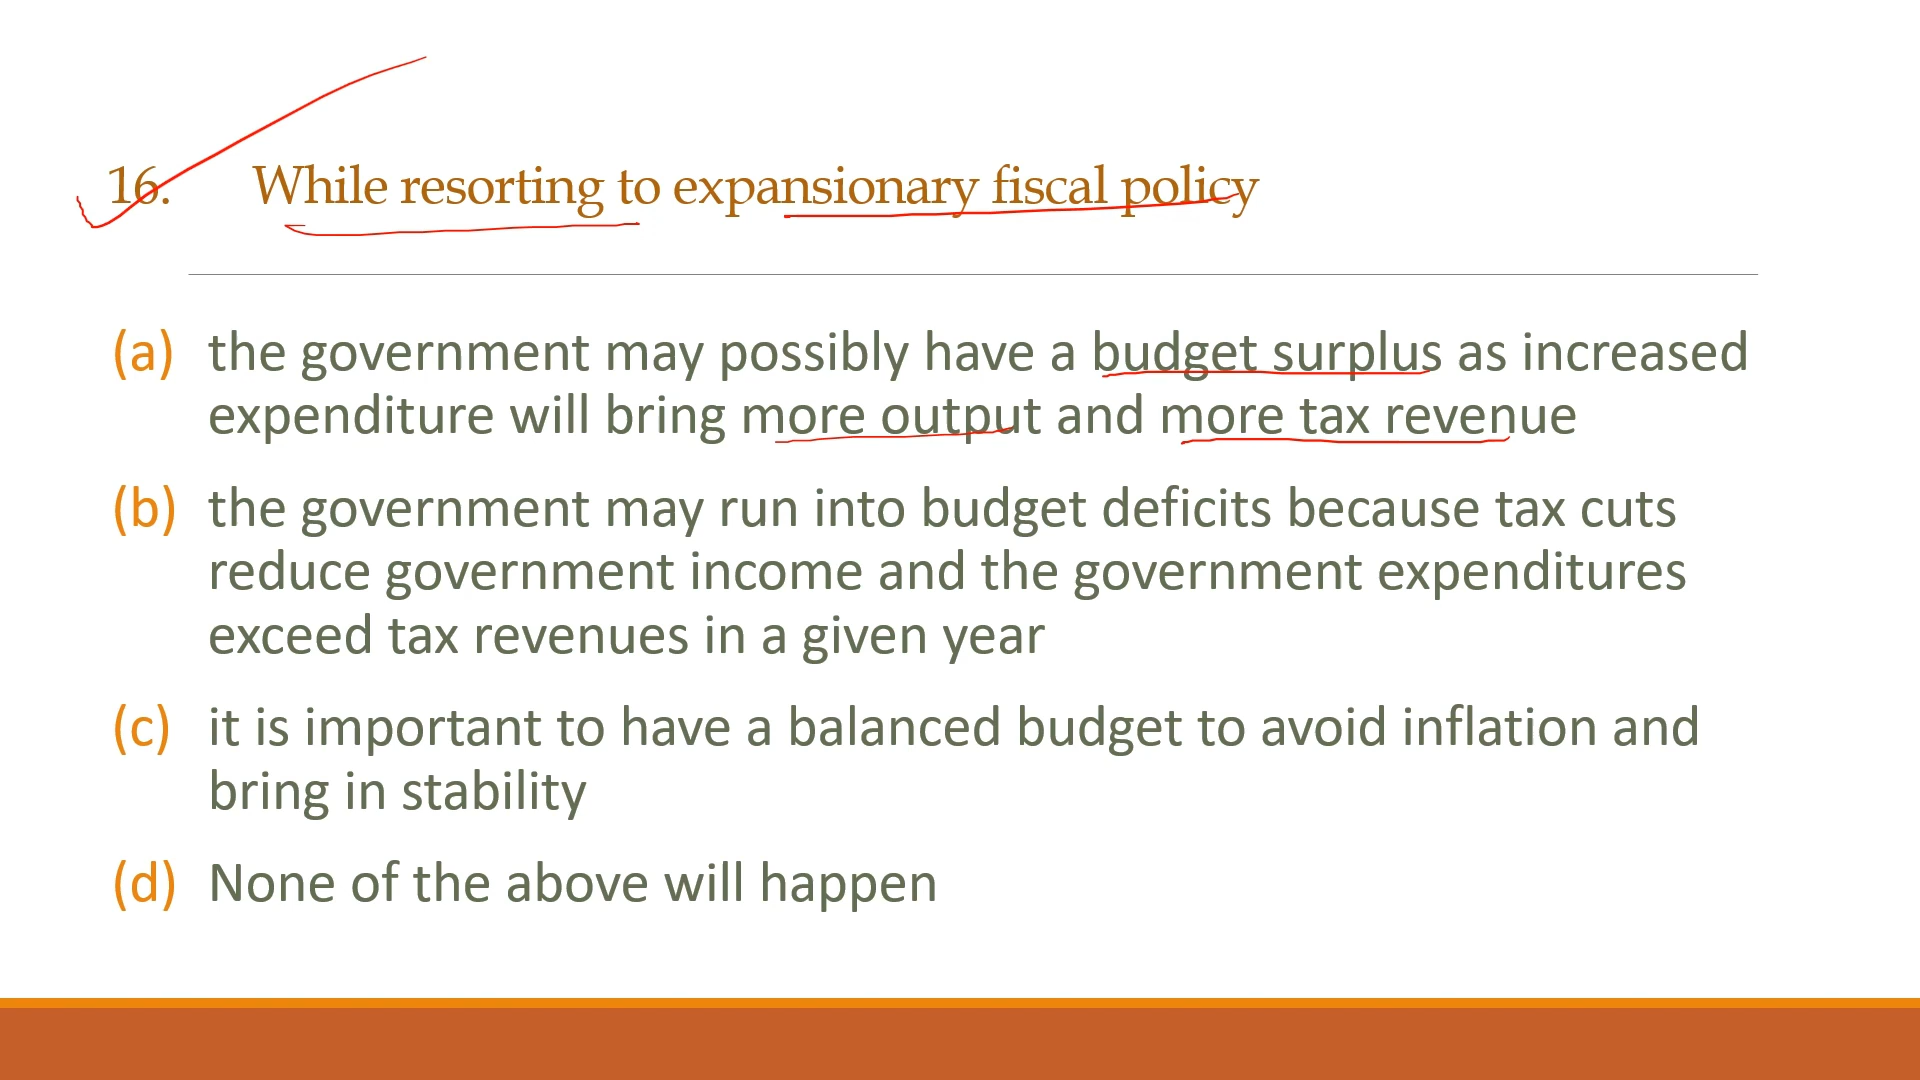 16. While resorting to expansionary fiscal policy
(a) the government may possibly have a budget surplus as increased
expenditure will bring more output and more tax revenue
(b) the government may run into budget deficits because tax cuts
reduce government income and the government expenditures
exceed tax revenues in a given year
(c) it is important to have a balanced budget to avoid inflation and
bring in stability
(d) None of the above will happen